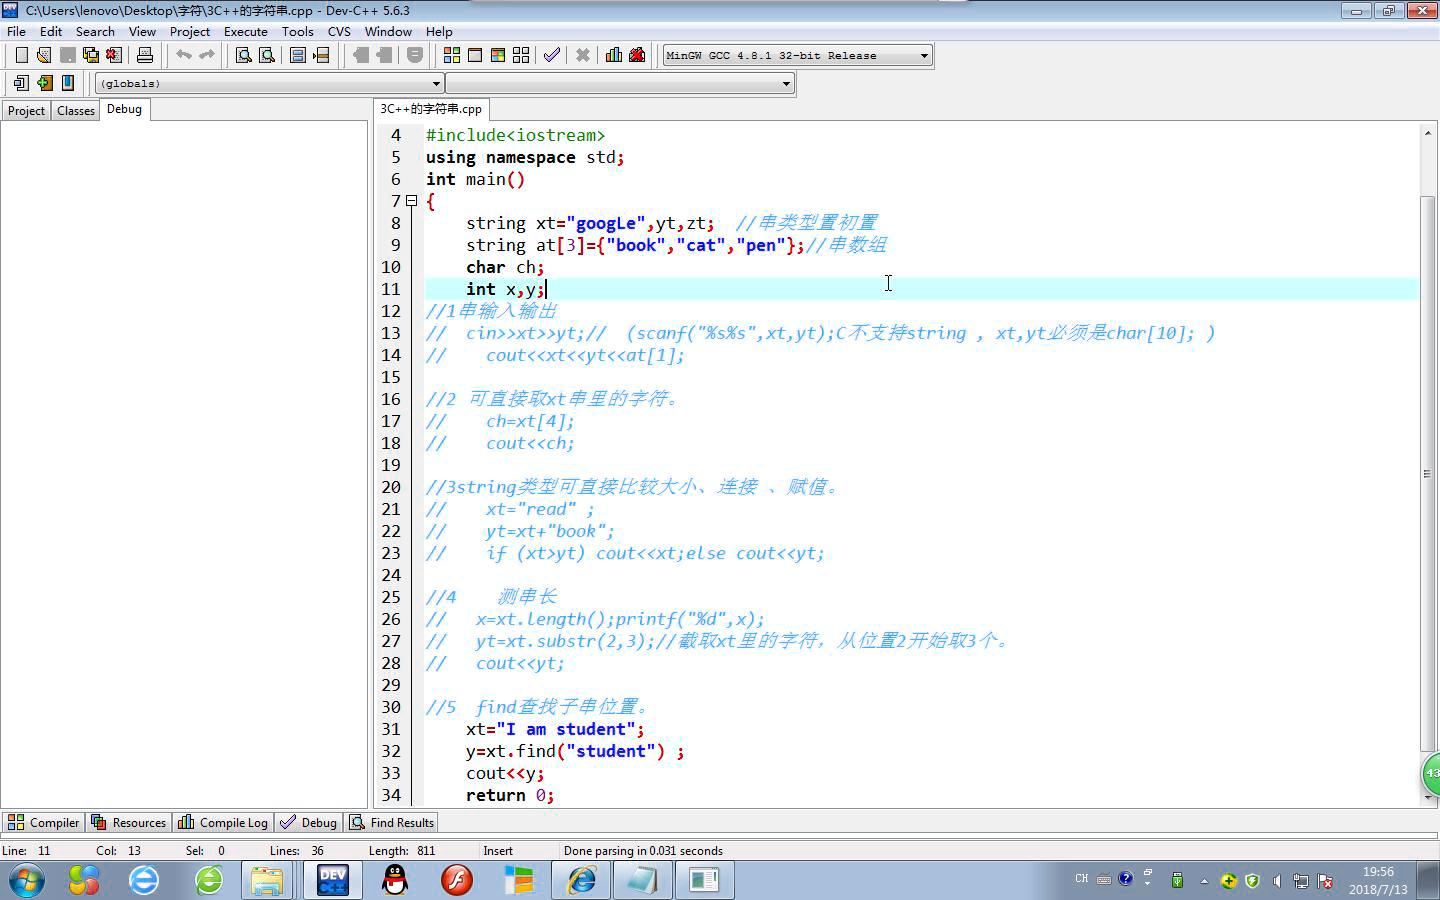 C:\Users\lenovo\Desktop\字符\3C++的字符串.cpp - Dev-C++ 5.6.3
File Edit Search View Project Execute Tools CVS Window Help
MinGW GCC 4.8.1 32-bit Release
(globals)
Project Classes Debug
3C++的字符串.cpp
4 #include<iostream>
5 using namespace std;
6 int main()
7 {
8 string xt="googLe",yt,zt; //串类型置初置
9 string at[3]={"book","cat","pen"};//串数组
10 char ch;
11 int x,y;
12 //1串输入输出
13 // cin>>xt>>yt;// (scanf("%s%s",xt,yt);C不支持string , xt,yt必须是char[10]; )
14 // cout<<xt<<yt<<at[1];
15
16 //2 可直接取xt串里的字符。
17 // ch=xt[4];
18 // cout<<ch;
19
20 //3string类型可直接比较大小、连接 、赋值。
21 // xt="read" ;
22 // yt=xt+"book";
23 // if (xt>yt) cout<<xt;else cout<<yt;
24
25 //4 测串长
26 // x=xt.length();printf("%d",x);
27 // yt=xt.substr(2,3);//截取xt里的字符，从位置2开始取3个。
28 // cout<<yt;
29
30 //5 find查找子串位置。
31 xt="I am student";
32 y=xt.find("student") ;
33 cout<<y;
34 return 0;
43
Compiler Resources Compile Log Debug Find Results
Line: 11 Col: 13 Sel: 0 Lines: 36 Length: 811 Insert Done parsing in 0.031 seconds
DEV C++
CH
19:56
2018/7/13